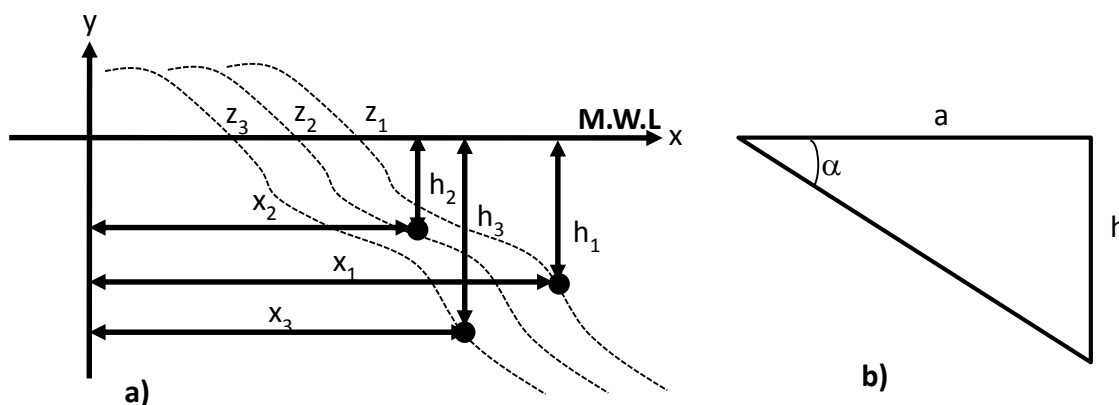 y
z₃ z₂ z₁
M.W.L
x
h₂
x₂
h₃
h₁
x₁
x₃
a)
a
α
h
b)